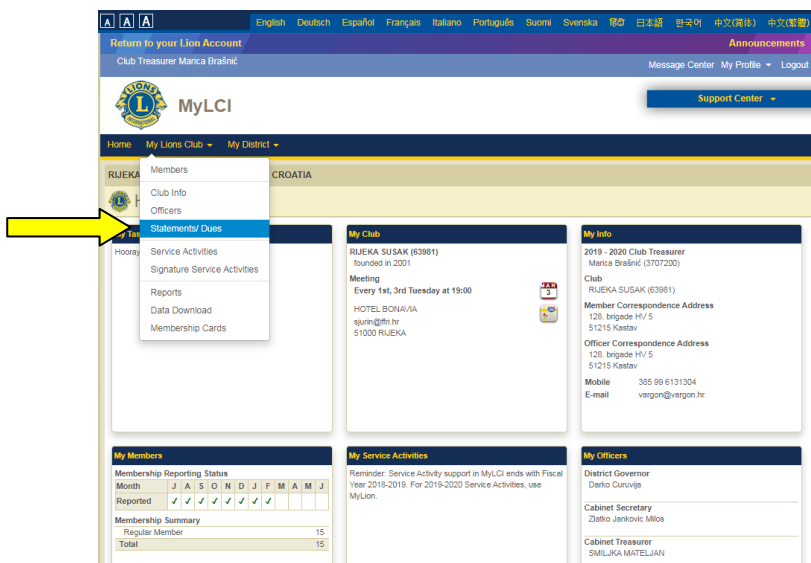 A A A English Deutsch Español Français Italiano Português Suomi Svenska हिंदी 日本語 한국어 中文(简体) 中文(繁體)
Return to your Lion Account Announcements
Club Treasurer Marica Brašnić Message Center My Profile Logout
LIONS
L
INTERNATIONAL
MyLCI
Support Center
Home My Lions Club My District
RIJEKA CROATIA
H
Members
Club Info
Officers
Statements/ Dues
Service Activities
Signature Service Activities
Reports
Data Download
Membership Cards
My Tas
Hooray
My Club
RIJEKA SUSAK (63981)
founded in 2001
Meeting
Every 1st, 3rd Tuesday at 19:00
MAR
3
HOTEL BONAVIA
sjurin@ffri.hr
51000 RIJEKA
My Info
2019 - 2020 Club Treasurer
Marica Brašnić (3707200)
Club
RIJEKA SUSAK (63981)
Member Correspondence Address
128. brigade HV 5
51215 Kastav
Officer Correspondence Address
128. brigade HV 5
51215 Kastav
Mobile 385 99 6131304
E-mail vargon@vargon.hr
My Members
Membership Reporting Status
Month J A S O N D J F M A M J
Reported ✓ ✓ ✓ ✓ ✓ ✓ ✓ ✓
Membership Summary
Regular Member 15
Total 15
My Service Activities
Reminder: Service Activity support in MyLCI ends with Fiscal
Year 2018-2019. For 2019-2020 Service Activities, use
MyLion.
My Officers
District Governor
Darko Curuvija
Cabinet Secretary
Zlatko Jankovic Milos
Cabinet Treasurer
SMILJKA MATELJAN